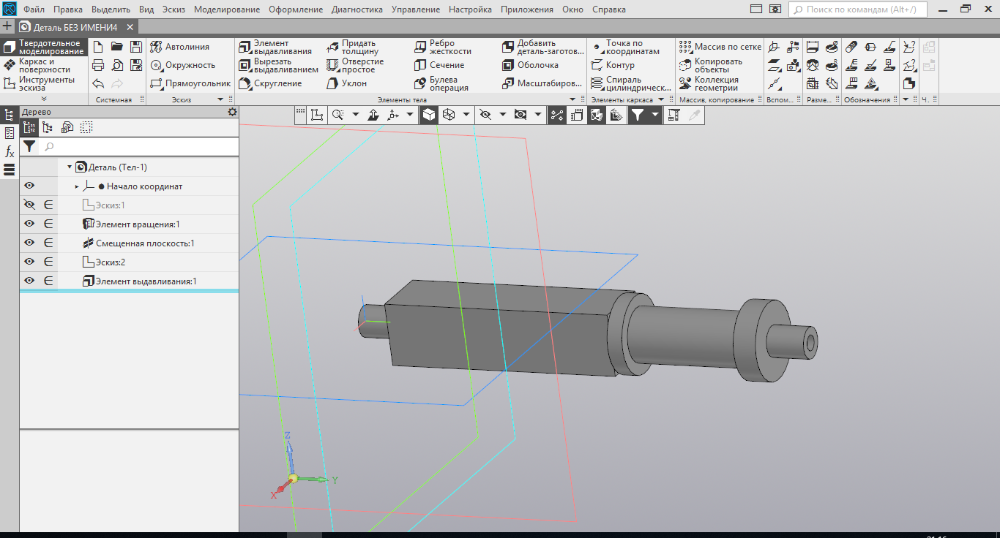 Файл Правка Выделить Вид Эскиз Моделирование Оформление Диагностика Управление Настройка Приложения Окно Справка
Поиск по командам (Alt+/)
Деталь БЕЗ ИМЕНИ4
Твердотельное моделирование
Каркас и поверхности
Инструменты эскиза
Системная
Автолиния
Окружность
Прямоугольник
Эскиз
Элемент выдавливания
Вырезать выдавливанием
Скругление
Придать толщину
Отверстие простое
Уклон
Ребро жесткости
Сечение
Булева операция
Добавить деталь-заготов...
Оболочка
Масштабиров...
Элементы тела
Точка по координатам
Контур
Спираль цилиндрическ...
Элементы каркаса
Массив по сетке
Копировать объекты
Коллекция геометрии
Массив, копирование
Вспом...
Разме...
Обозначения
Ч..
Дерево
Деталь (Тел-1)
Начало координат
Эскиз:1
Элемент вращения:1
Смещенная плоскость:1
Эскиз:2
Элемент выдавливания:1
Z
Y
X